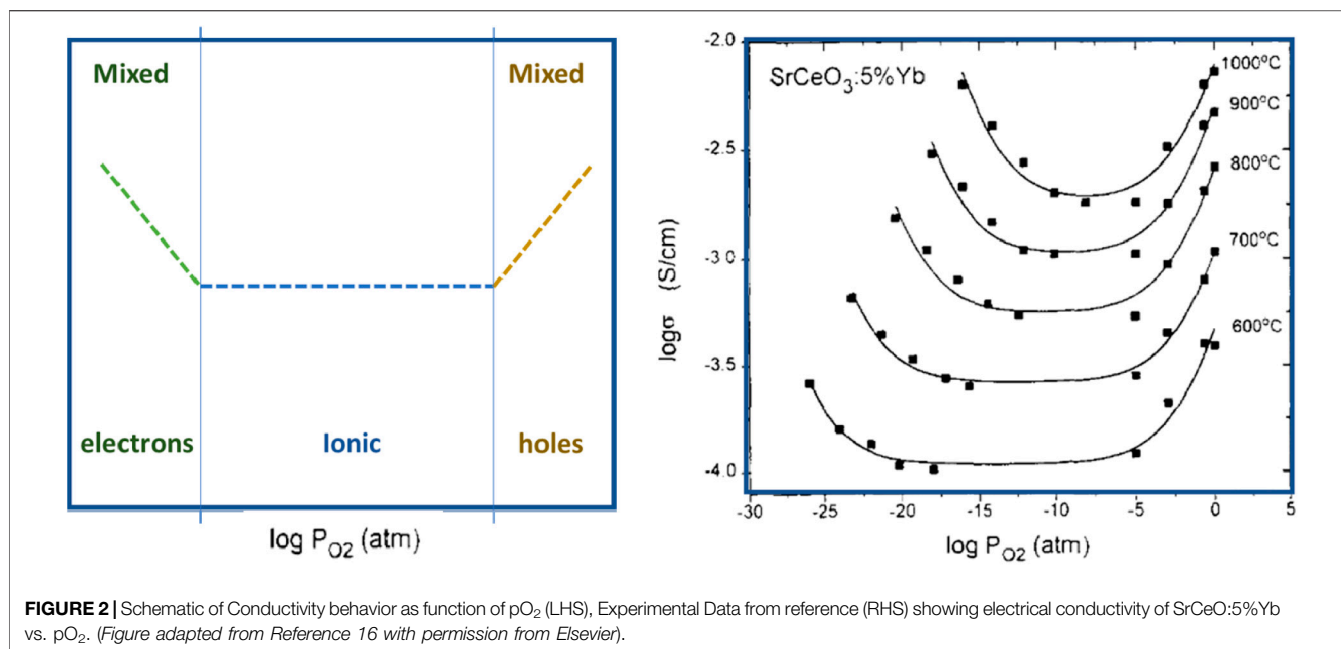 Mixed
Mixed
electrons
Ionic
holes
log P_O2 (atm)
SrCeO3:5%Yb
1000°C
900°C
800°C
700°C
600°C
-2.0
-2.5
-3.0
-3.5
-4.0
logσ (S/cm)
-30
-25
-20
-15
-10
-5
0
5
log P_O2 (atm)
FIGURE 2 | Schematic of Conductivity behavior as function of pO2 (LHS), Experimental Data from reference (RHS) showing electrical conductivity of SrCeO:5%Yb
vs. pO2. (Figure adapted from Reference 16 with permission from Elsevier).